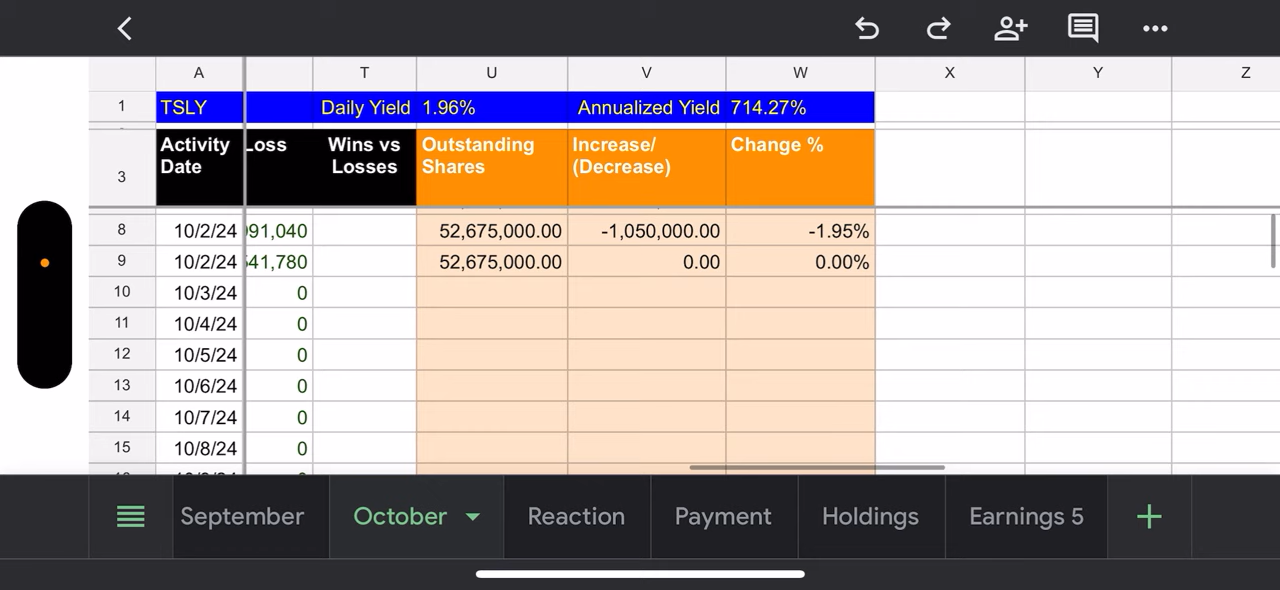 A T U V W X Y Z
1 TSLY Daily Yield 1.96% Annualized Yield 714.27%
3 Activity Date Loss Wins vs Losses Outstanding Shares Increase/ (Decrease) Change %
8 10/2/24 91,040 52,675,000.00 -1,050,000.00 -1.95%
9 10/2/24 41,780 52,675,000.00 0.00 0.00%
10 10/3/24 0
11 10/4/24 0
12 10/5/24 0
13 10/6/24 0
14 10/7/24 0
15 10/8/24 0
September October Reaction Payment Holdings Earnings 5